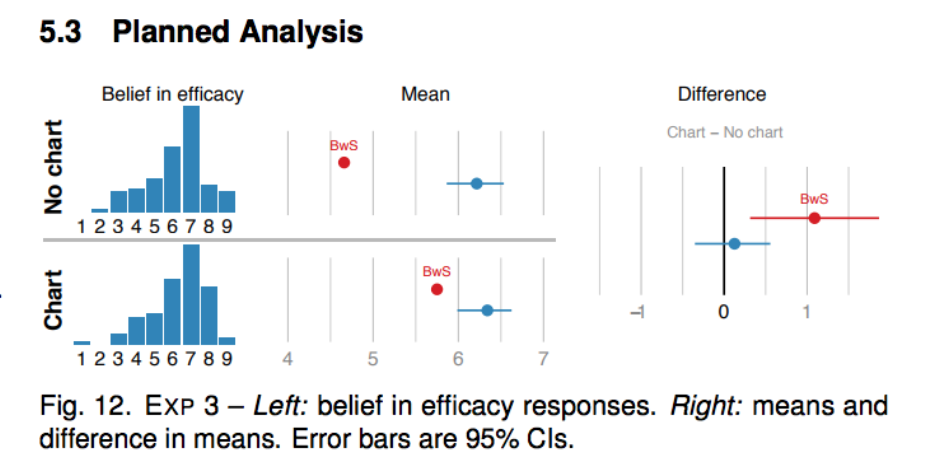 5.3 Planned Analysis
Belief in efficacy
Mean
Difference
Chart – No chart
No chart
BwS
BwS
1 2 3 4 5 6 7 8 9
Chart
BwS
–1 0 1
1 2 3 4 5 6 7 8 9
4 5 6 7
Fig. 12. EXP 3 – Left: belief in efficacy responses. Right: means and
difference in means. Error bars are 95% CIs.